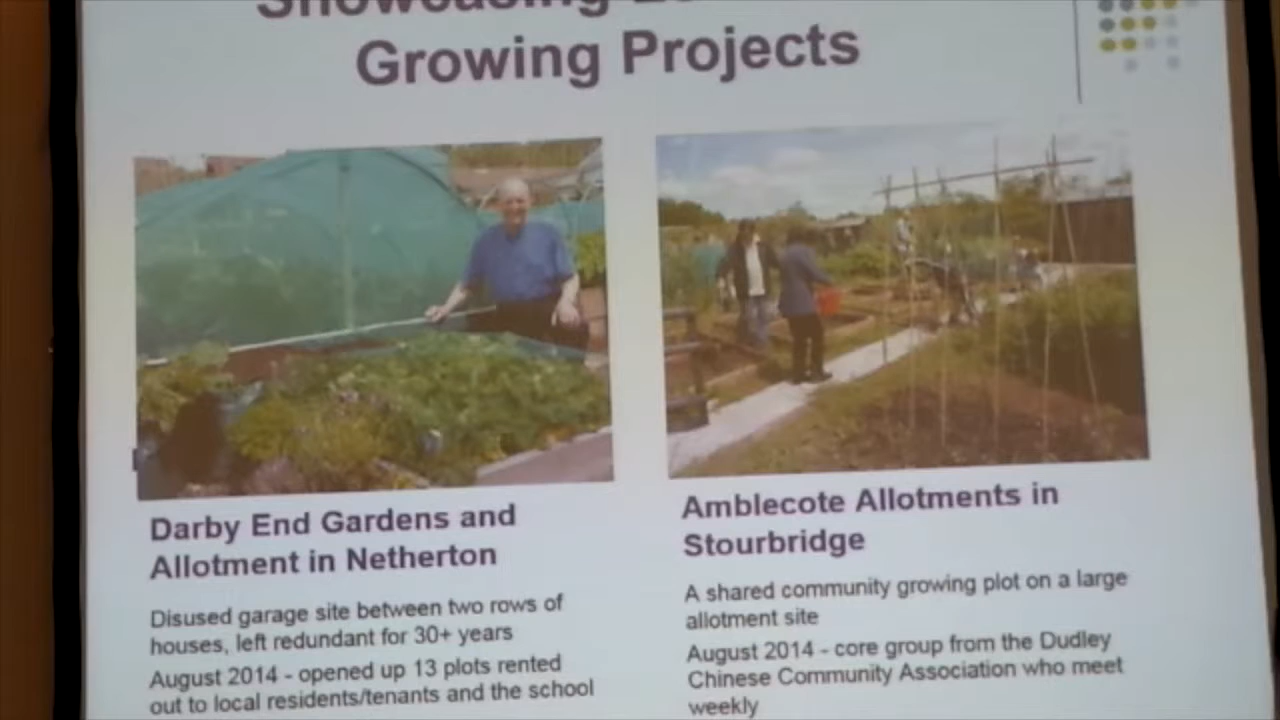 Showcasing
Growing Projects
Darby End Gardens and
Allotment in Netherton
Disused garage site between two rows of
houses, left redundant for 30+ years
August 2014 - opened up 13 plots rented
out to local residents/tenants and the school
Amblecote Allotments in
Stourbridge
A shared community growing plot on a large
allotment site
August 2014 - core group from the Dudley
Chinese Community Association who meet
weekly